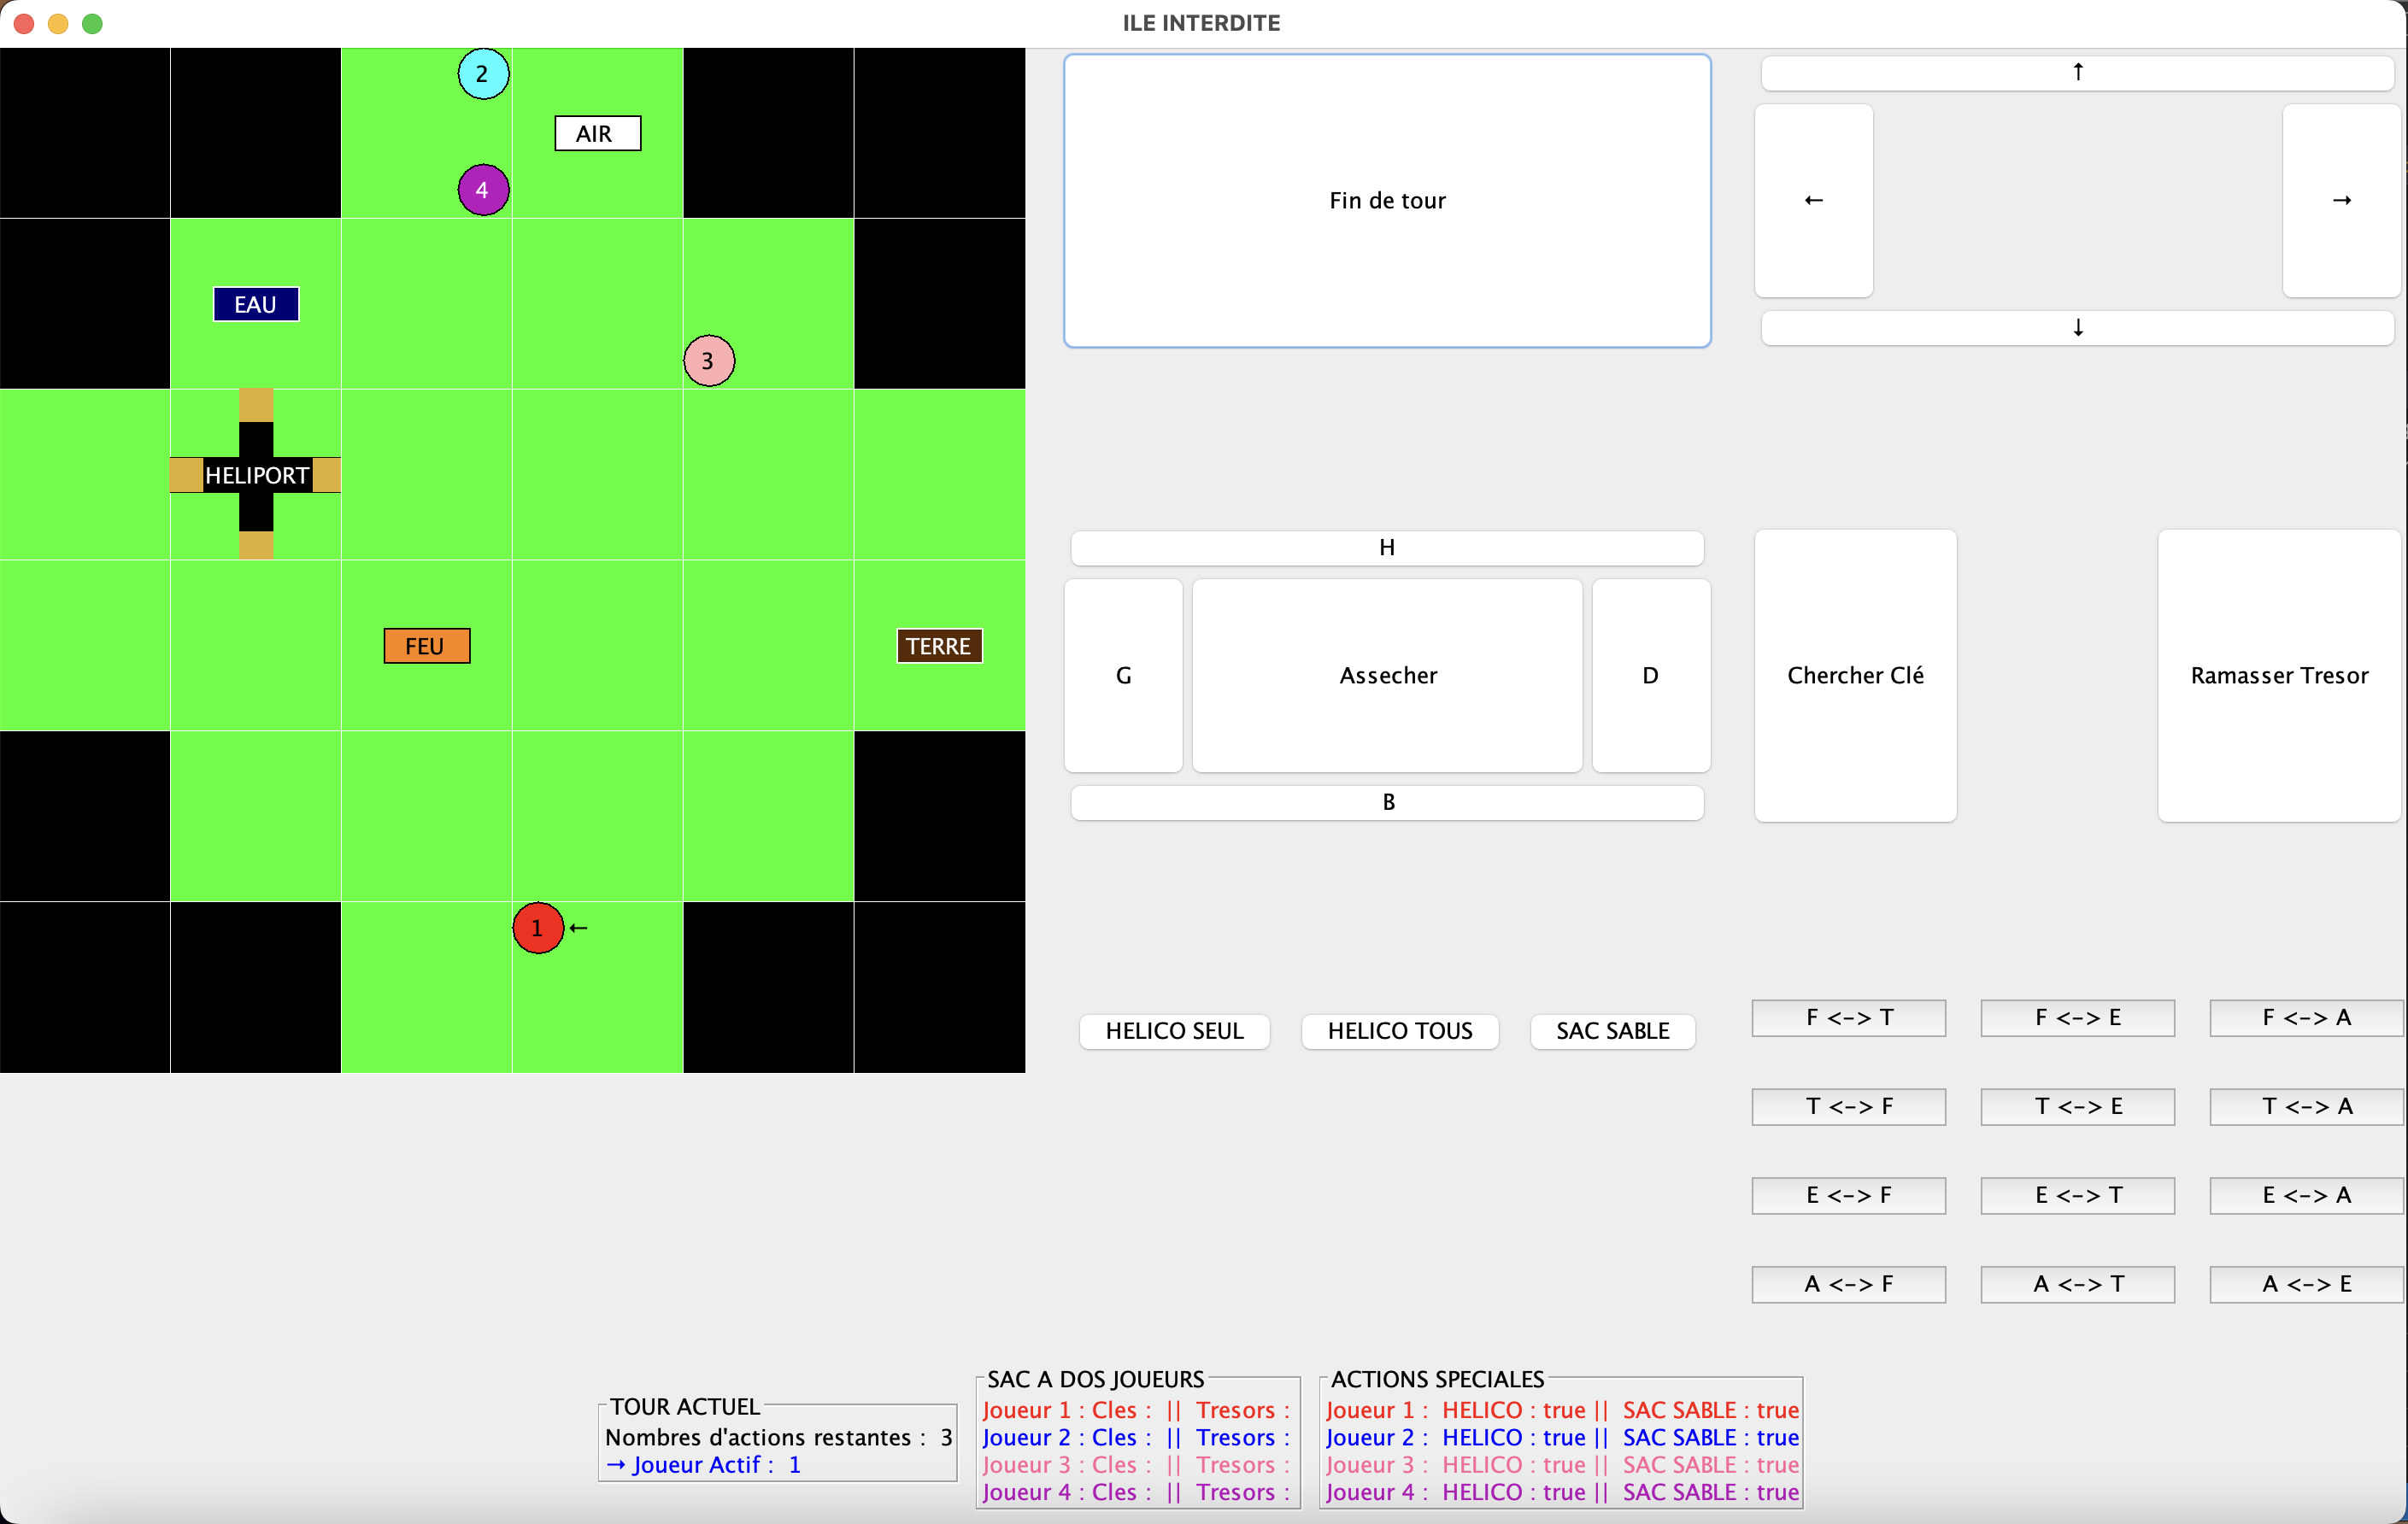 ILE INTERDITE
2
AIR
4
EAU
3
HELIPORT
FEU
TERRE
1 ←
Fin de tour
↑
←
→
↓
H
G
Assecher
D
B
Chercher Clé
Ramasser Tresor
HELICO SEUL
HELICO TOUS
SAC SABLE
F <-> T
F <-> E
F <-> A
T <-> F
T <-> E
T <-> A
E <-> F
E <-> T
E <-> A
A <-> F
A <-> T
A <-> E
TOUR ACTUEL
Nombres d'actions restantes : 3
→ Joueur Actif : 1
SAC A DOS JOUEURS
Joueur 1 : Cles : || Tresors :
Joueur 2 : Cles : || Tresors :
Joueur 3 : Cles : || Tresors :
Joueur 4 : Cles : || Tresors :
ACTIONS SPECIALES
Joueur 1 : HELICO : true || SAC SABLE : true
Joueur 2 : HELICO : true || SAC SABLE : true
Joueur 3 : HELICO : true || SAC SABLE : true
Joueur 4 : HELICO : true || SAC SABLE : true